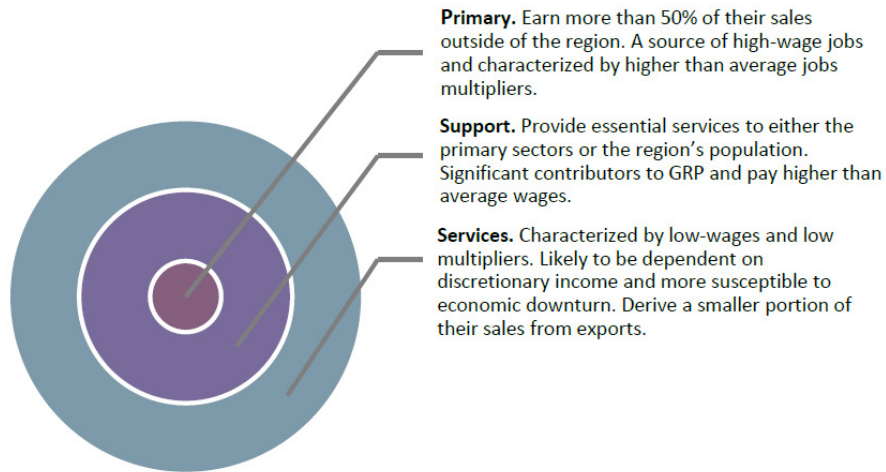 Primary. Earn more than 50% of their sales
outside of the region. A source of high-wage jobs
and characterized by higher than average jobs
multipliers.
Support. Provide essential services to either the
primary sectors or the region's population.
Significant contributors to GRP and pay higher than
average wages.
Services. Characterized by low-wages and low
multipliers. Likely to be dependent on
discretionary income and more susceptible to
economic downturn. Derive a smaller portion of
their sales from exports.